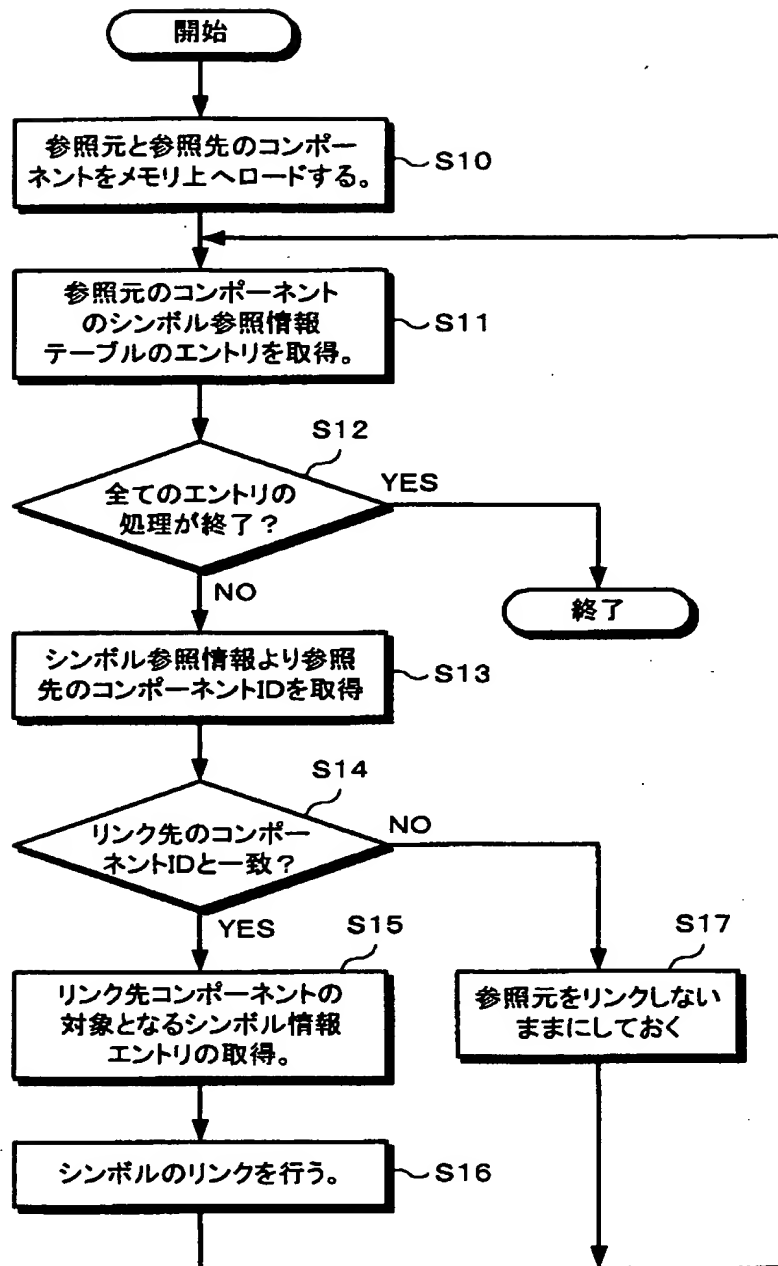 開始
参照元と参照先のコンポー
ネントをメモリ上へロードする。
S10
参照元のコンポーネント
のシンボル参照情報
テーブルのエントリを取得。
S11
S12
全てのエントリの
処理が終了?
YES
NO
終了
シンボル参照情報より参照
先のコンポーネントIDを取得
S13
S14
リンク先のコンポー
ネントIDと一致?
NO
YES
S15
リンク先コンポーネントの
対象となるシンボル情報
エントリの取得。
S17
参照元をリンクしない
ままにしておく
シンボルのリンクを行う。
S16